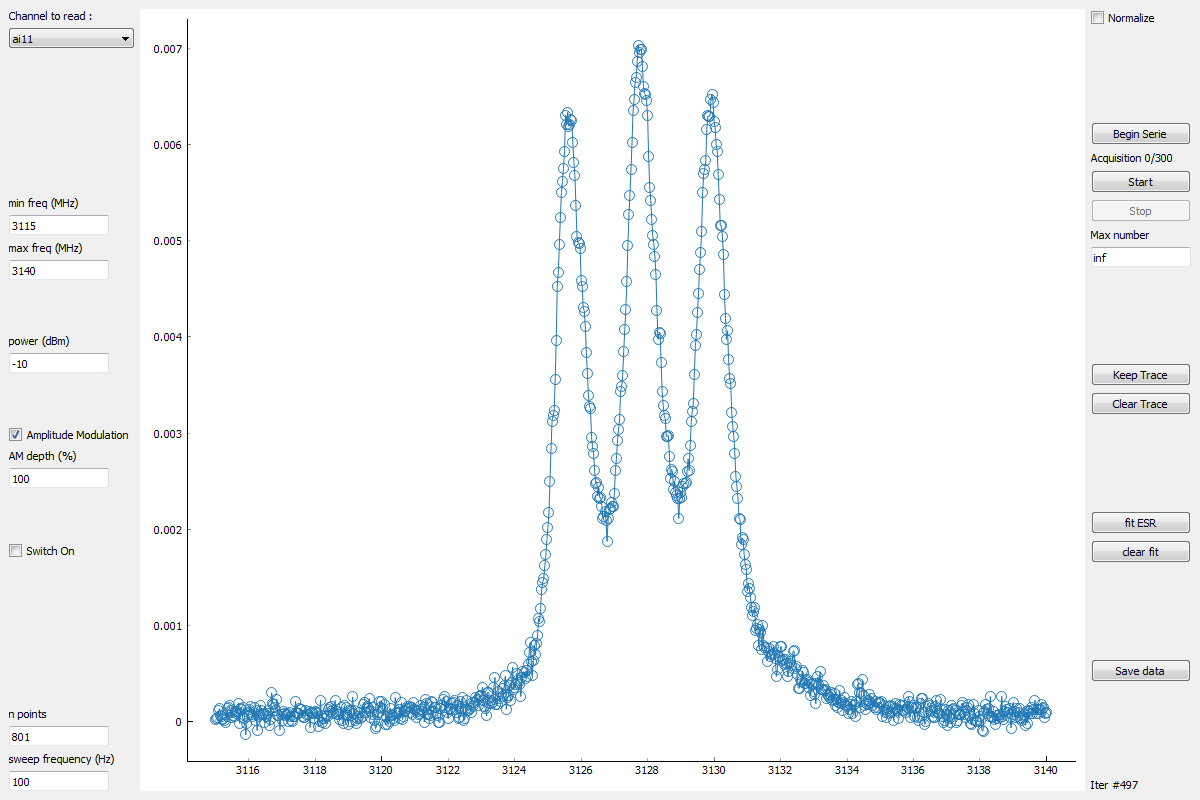 Channel to read :
ai11
min freq (MHz)
3115
max freq (MHz)
3140
power (dBm)
-10
Amplitude Modulation
AM depth (%)
100
Switch On
n points
801
sweep frequency (Hz)
100
0.007
0.006
0.005
0.004
0.003
0.002
0.001
0
3116 3118 3120 3122 3124 3126 3128 3130 3132 3134 3136 3138 3140
Normalize
Begin Serie
Acquisition 0/300
Start
Stop
Max number
inf
Keep Trace
Clear Trace
fit ESR
clear fit
Save data
Iter #497